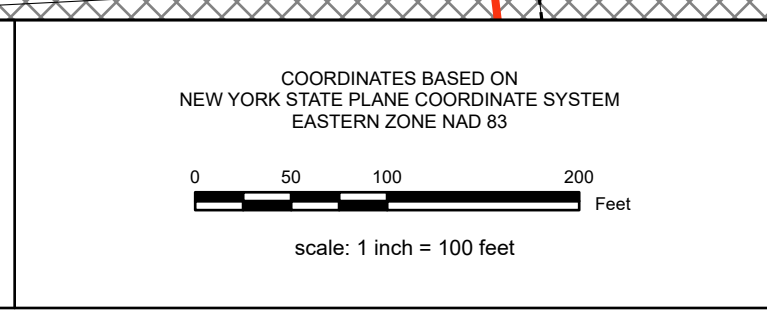 COORDINATES BASED ON
NEW YORK STATE PLANE COORDINATE SYSTEM
EASTERN ZONE NAD 83
0 50 100 200
Feet
scale: 1 inch = 100 feet